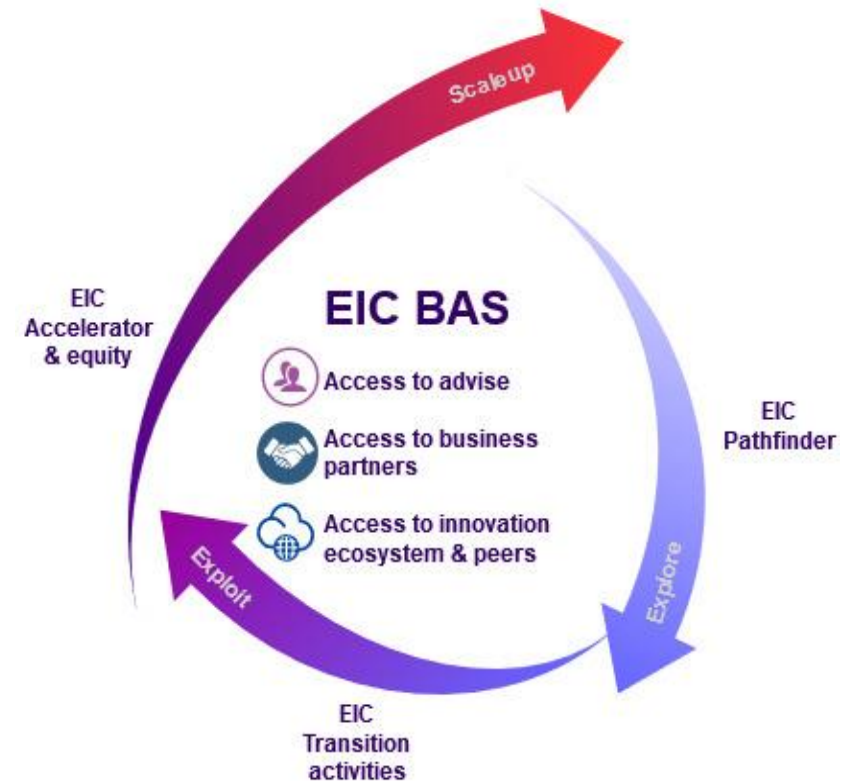 Scaleup
EIC
Accelerator
& equity
EIC BAS
Access to advise
Access to business
partners
Access to innovation
ecosystem & peers
EIC
Pathfinder
Explore
Exploit
EIC
Transition
activities